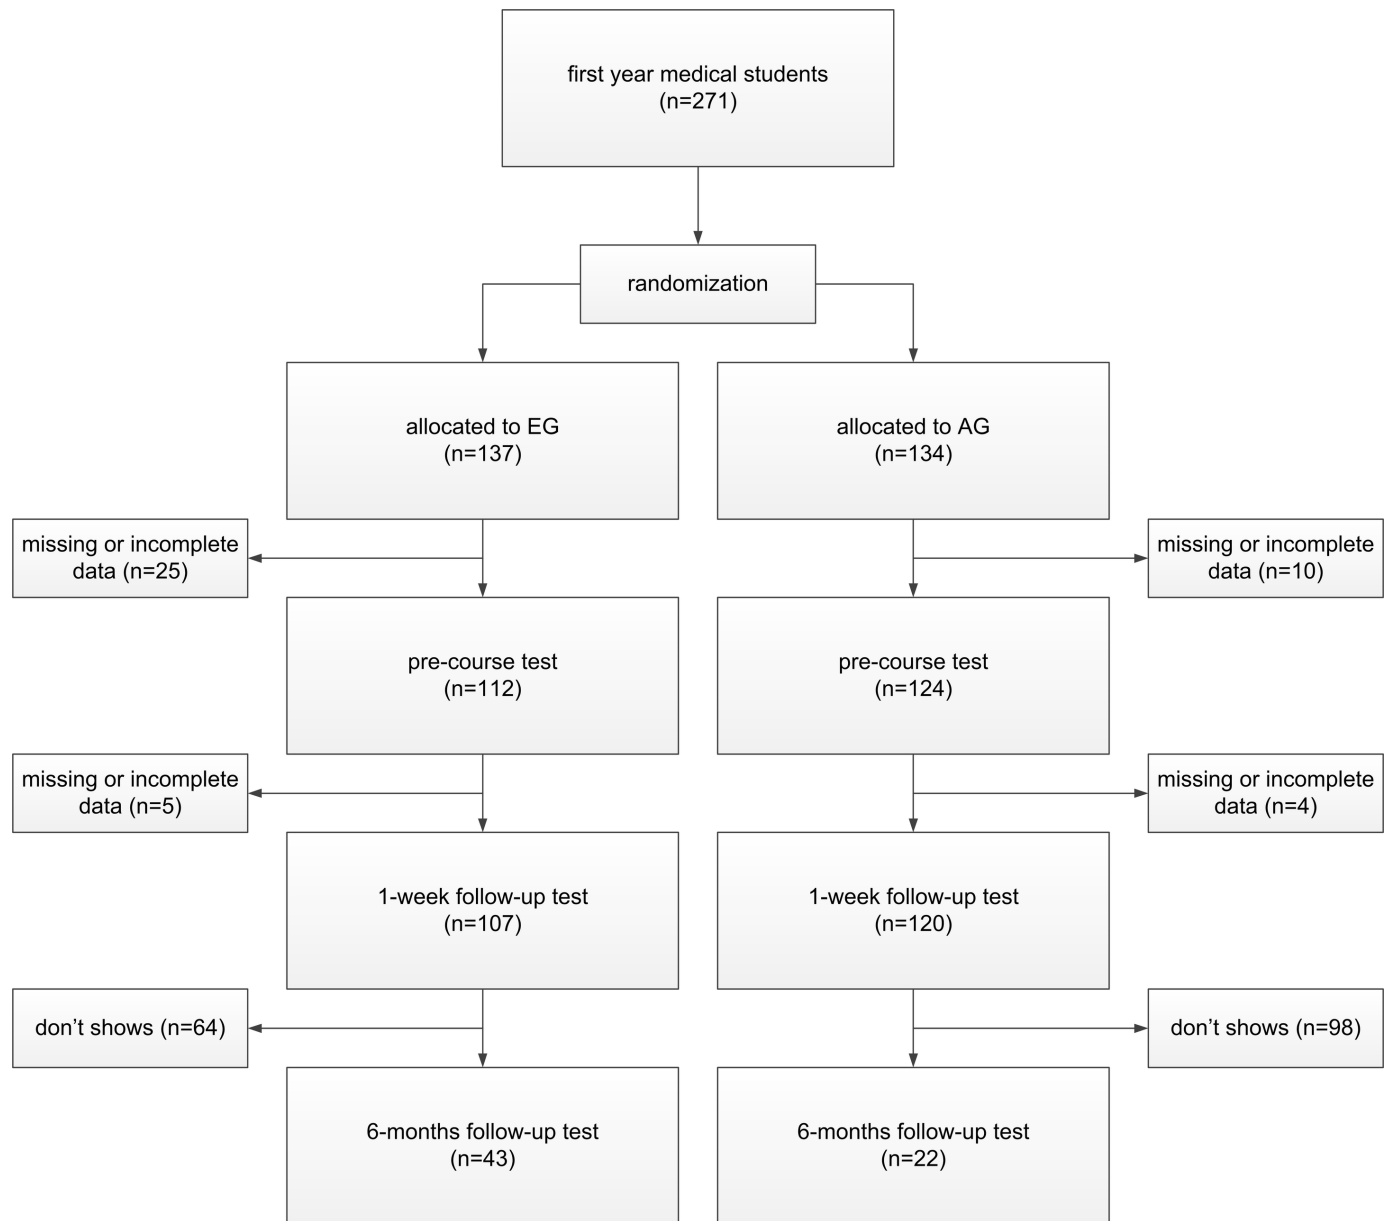 first year medical students
(n=271)
randomization
allocated to EG
(n=137)
allocated to AG
(n=134)
missing or incomplete
data (n=25)
missing or incomplete
data (n=10)
pre-course test
(n=112)
pre-course test
(n=124)
missing or incomplete
data (n=5)
missing or incomplete
data (n=4)
1-week follow-up test
(n=107)
1-week follow-up test
(n=120)
don’t shows (n=64)
don’t shows (n=98)
6-months follow-up test
(n=43)
6-months follow-up test
(n=22)